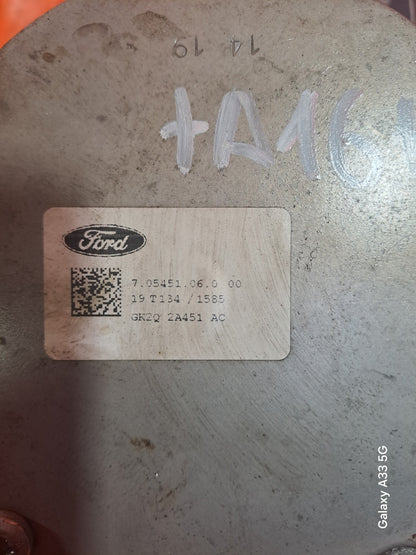 14 19
+A16
Ford
7.05451.06.0 00
19 T134 / 1585
GK2Q 2A451 AC
Galaxy A33 5G